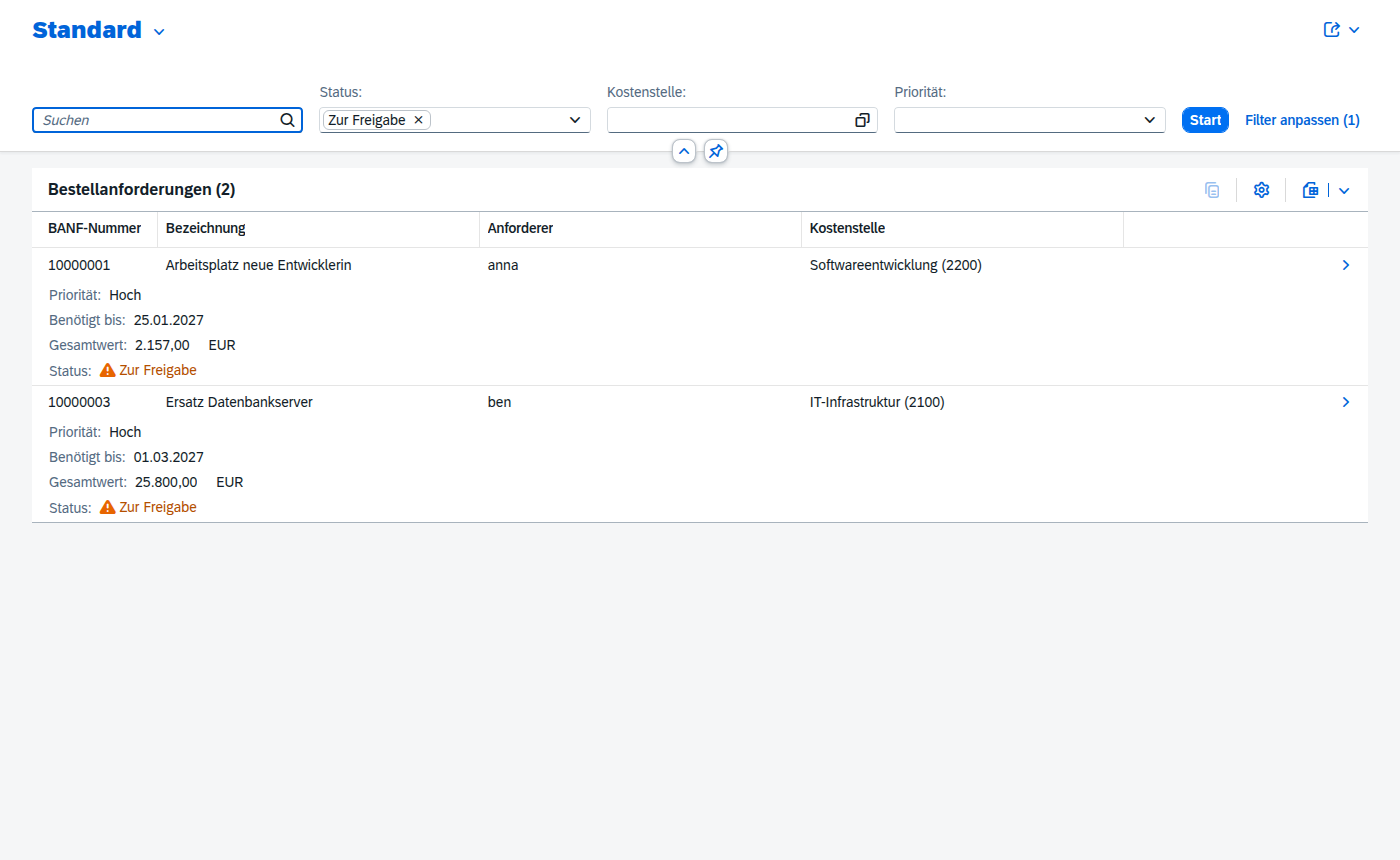 Standard
Status:
Kostenstelle:
Priorität:
Suchen
Zur Freigabe
Start
Filter anpassen (1)
Bestellanforderungen (2)
BANF-Nummer Bezeichnung Anforderer Kostenstelle
10000001 Arbeitsplatz neue Entwicklerin anna Softwareentwicklung (2200)
Priorität: Hoch
Benötigt bis: 25.01.2027
Gesamtwert: 2.157,00 EUR
Status: Zur Freigabe
10000003 Ersatz Datenbankserver ben IT-Infrastruktur (2100)
Priorität: Hoch
Benötigt bis: 01.03.2027
Gesamtwert: 25.800,00 EUR
Status: Zur Freigabe